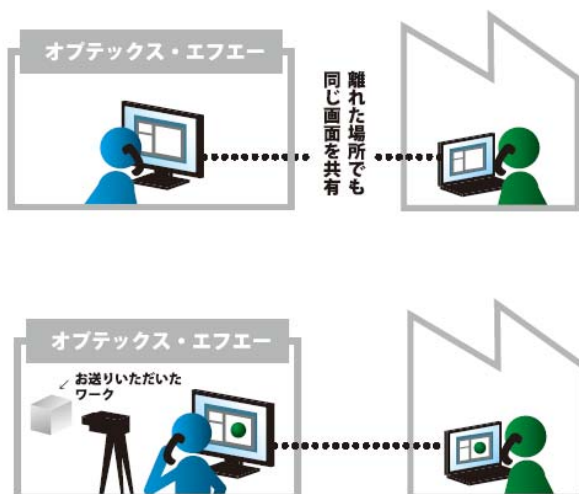 オプテックス・エフエー
離れた場所でも
同じ画面を共有
オプテックス・エフエー
お送りいただいた
ワーク